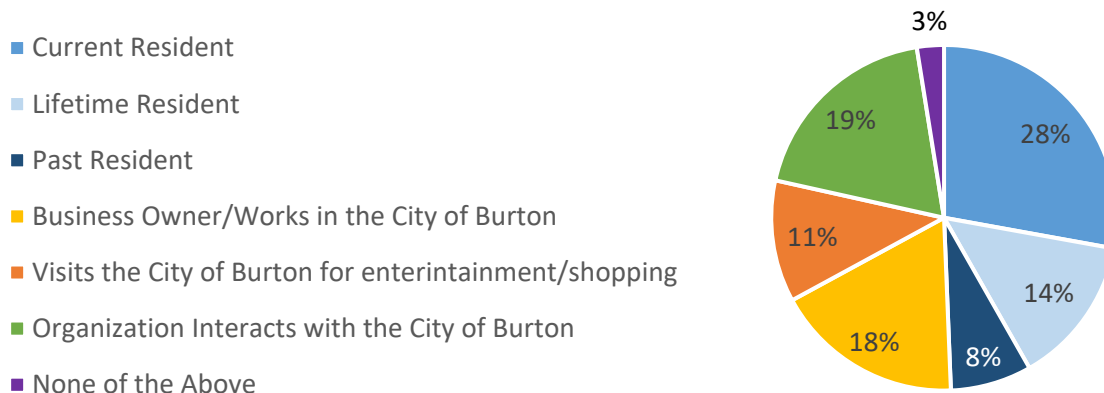 Current Resident
Lifetime Resident
Past Resident
Business Owner/Works in the City of Burton
Visits the City of Burton for enterintainment/shopping
Organization Interacts with the City of Burton
None of the Above
3%
28%
19%
11%
14%
18%
8%